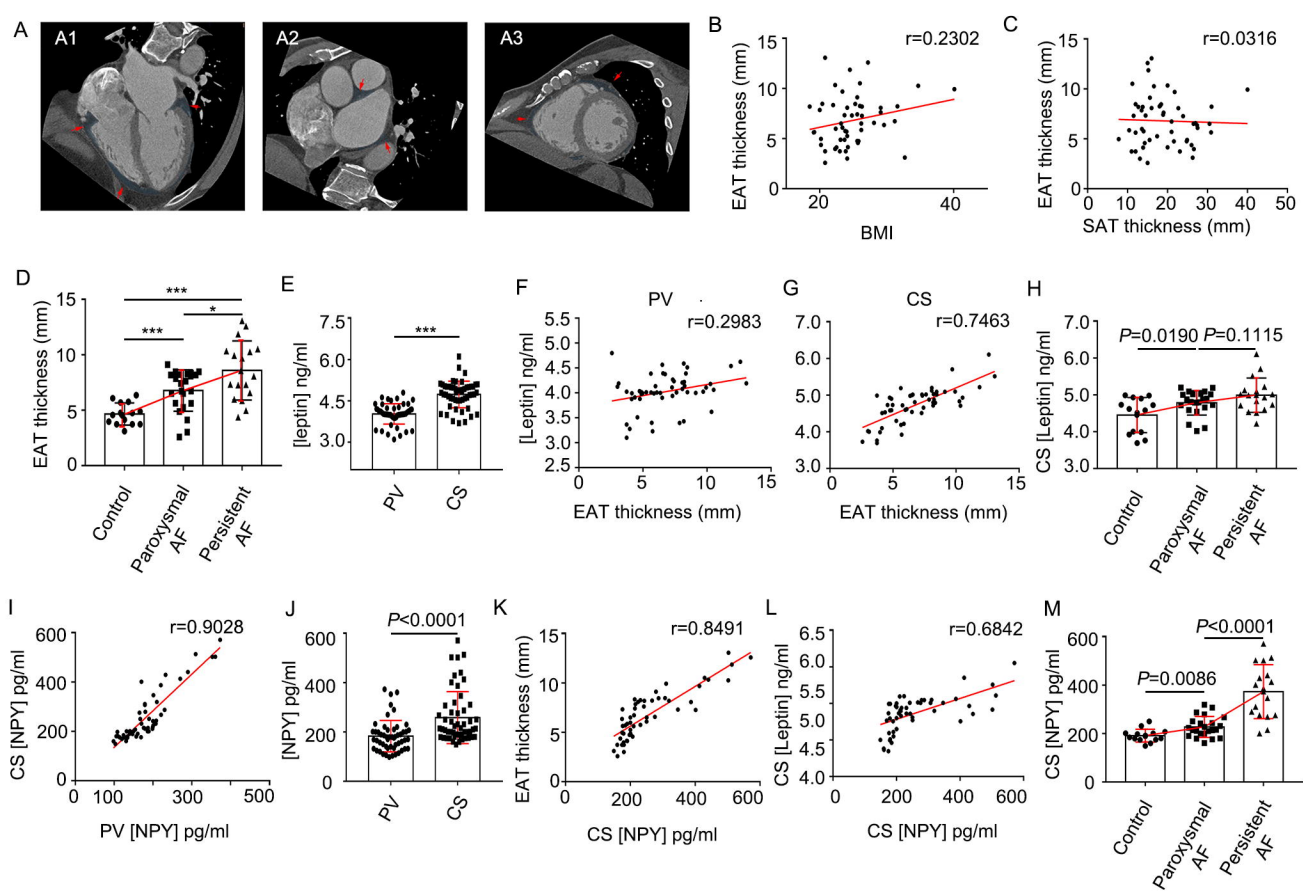 A
A1
A2
A3
B
r=0.2302
EAT thickness (mm)
15
10
5
0
20
30
40
BMI
C
r=0.0316
EAT thickness (mm)
15
10
5
0
0
10
20
30
40
50
SAT thickness (mm)
D
EAT thickness (mm)
15
10
5
0
***
***
*
Control
Paroxysmal
AF
Persistent
AF
E
[leptin] ng/ml
7.5
6.0
4.5
3.0
***
PV
CS
F
PV
r=0.2983
[Leptin] ng/ml
5.5
5.0
4.5
4.0
3.5
3.0
2.5
0
5
10
15
EAT thickness (mm)
G
CS
r=0.7463
7.0
6.0
5.0
4.0
3.0
0
5
10
15
EAT thickness (mm)
H
CS [Leptin] ng/ml
7.0
6.0
5.0
4.0
3.0
P=0.0190
P=0.1115
Control
Paroxysmal
AF
Persistent
AF
I
r=0.9028
CS [NPY] pg/ml
600
400
200
0
0
100
300
500
PV [NPY] pg/ml
J
[NPY] pg/ml
600
400
200
0
P<0.0001
PV
CS
K
r=0.8491
EAT thickness (mm)
15
10
5
0
0
200
400
600
CS [NPY] pg/ml
L
r=0.6842
CS [Leptin] ng/ml
6.5
6.0
5.5
5.0
4.5
4.0
0
200
400
600
CS [NPY] pg/ml
M
CS [NPY] pg/ml
600
400
200
0
P=0.0086
P<0.0001
Control
Paroxysmal
AF
Persistent
AF